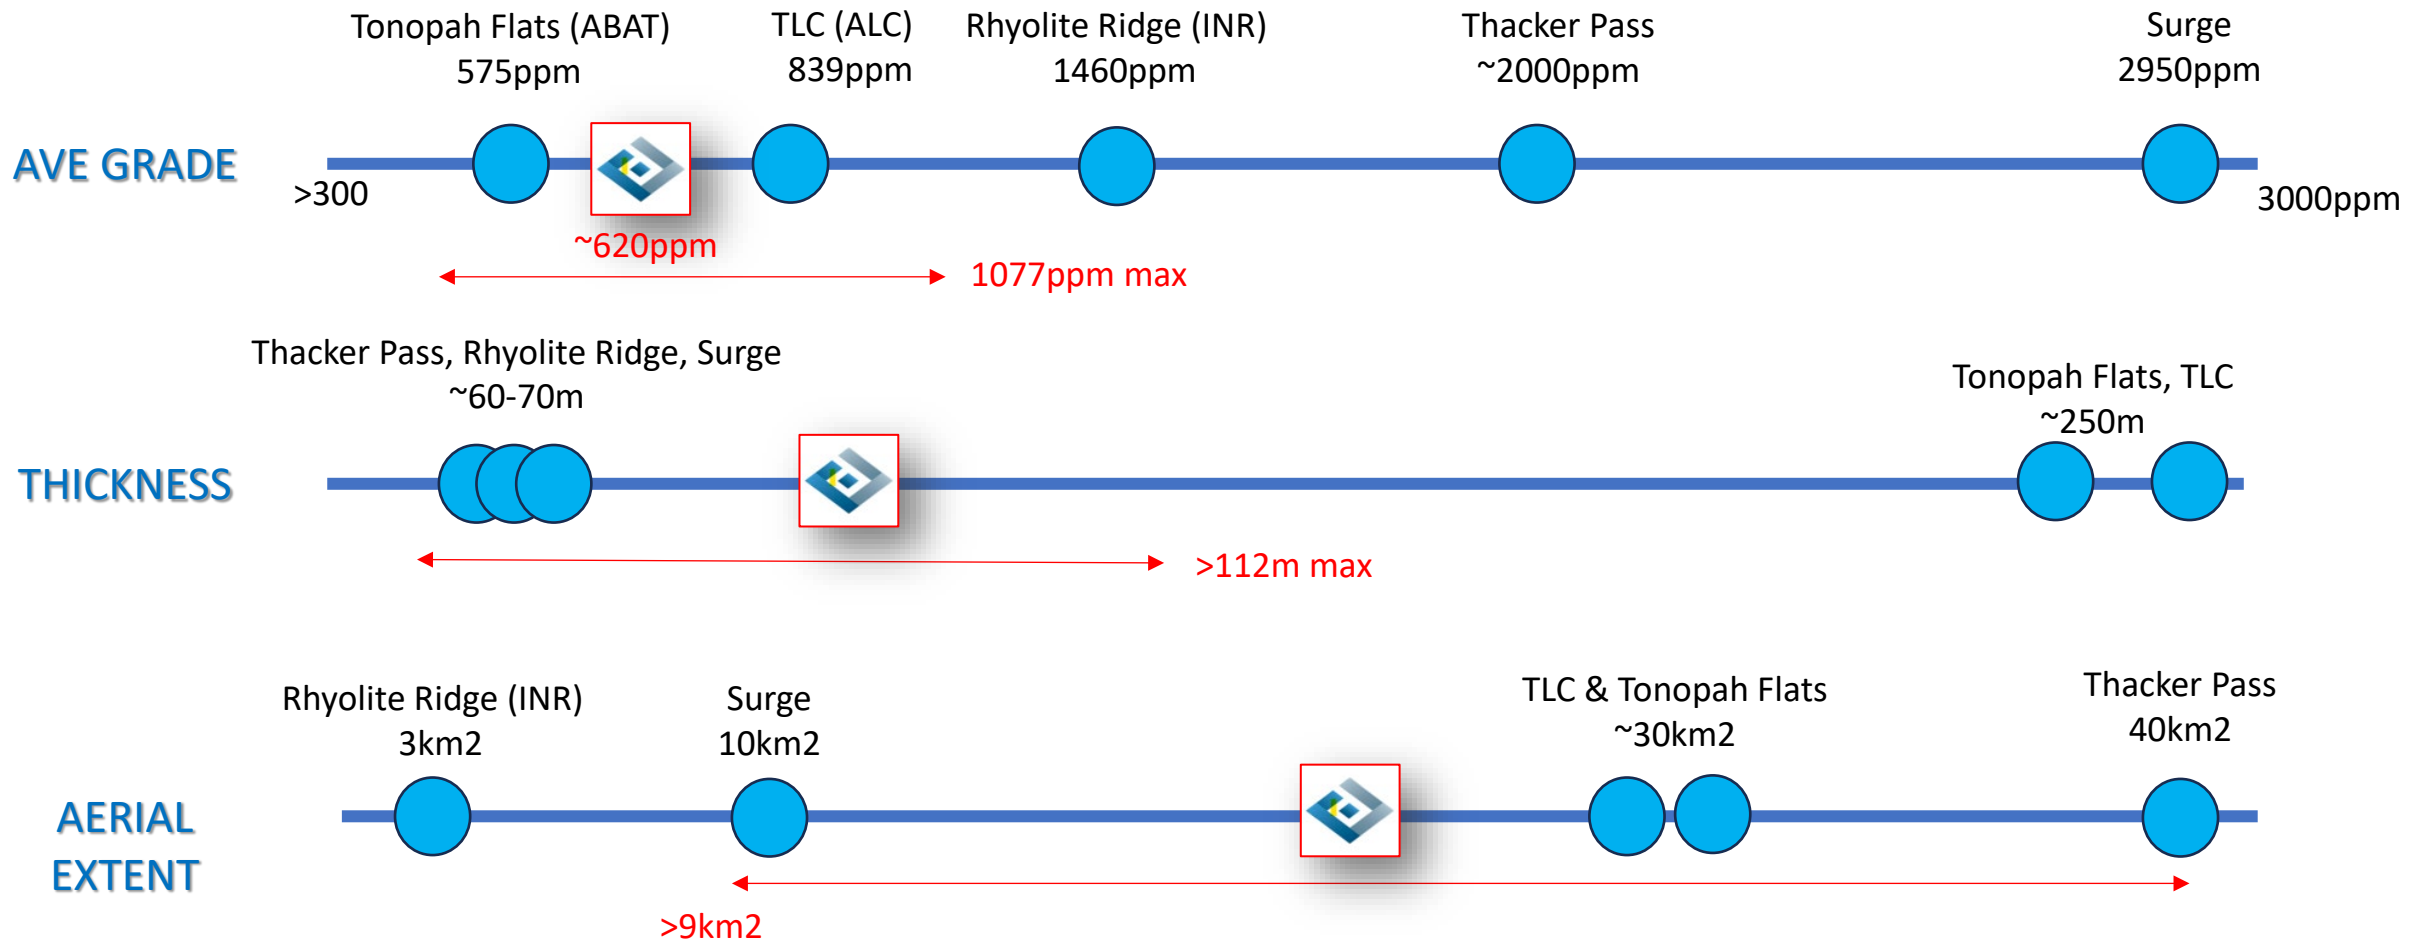 Tonopah Flats (ABAT)
575ppm
TLC (ALC)
839ppm
Rhyolite Ridge (INR)
1460ppm
Thacker Pass
~2000ppm
Surge
2950ppm
AVE GRADE
>300
3000ppm
~620ppm
1077ppm max
Thacker Pass, Rhyolite Ridge, Surge
~60-70m
Tonopah Flats, TLC
~250m
THICKNESS
>112m max
Rhyolite Ridge (INR)
3km2
Surge
10km2
TLC & Tonopah Flats
~30km2
Thacker Pass
40km2
AERIAL
EXTENT
>9km2